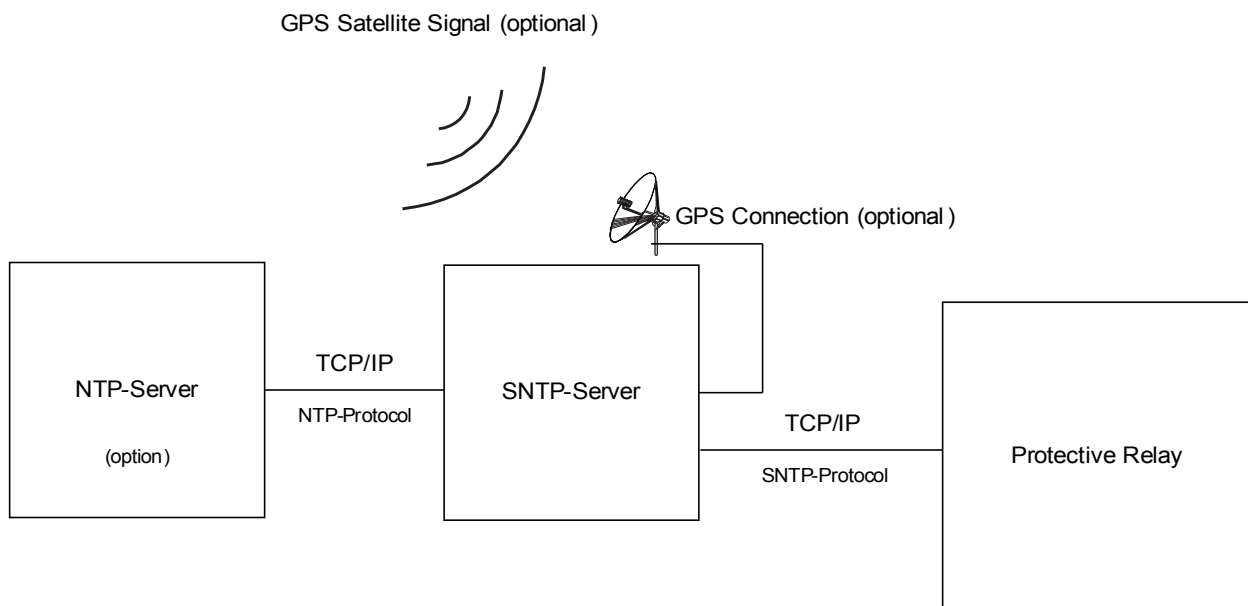 GPS Satellite Signal (optional )
GPS Connection (optional )
TCP/IP
NTP-Server
SNTP-Server
NTP-Protocol
TCP/IP
(option )
Protective Relay
SNTP-Protocol